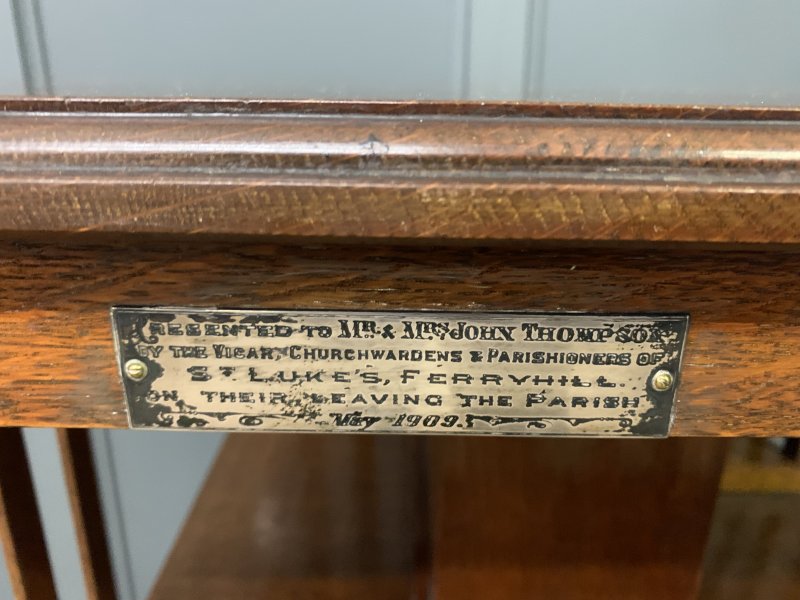 PRESENTED TO MR. & MRS. JOHN THOMPSON
BY THE VICAR, CHURCHWARDENS & PARISHIONERS OF
ST. LUKE'S, FERRYHILL.
ON THEIR LEAVING THE PARISH
May 1909.